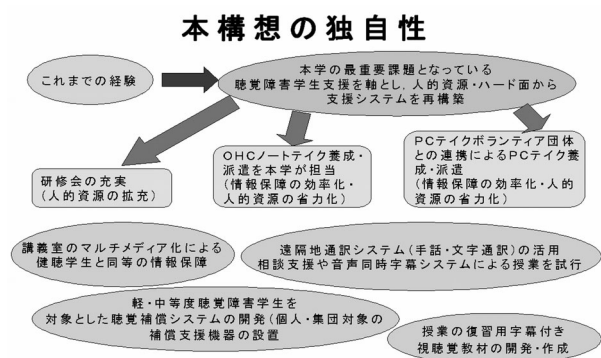 本構想の独自性
これまでの経験
本学の最重要課題となっている
聴覚障害学生支援を軸とし、人的資源・ハード面から
支援システムを再構築
研修会の充実
(人的資源の拡充)
OHCノートテイク養成・
派遣を本学が担当
(情報保障の効率化・
人的資源の省力化)
PCテイクボランティア団体
との連携によるPCテイク養
成・派遣
(情報保障の効率化・人的
資源の省力化)
講義室のマルチメディア化による
健聴学生と同等の情報保障
遠隔地通訳システム(手話・文字通訳)の活用
相談支援や音声同時字幕システムによる授業を試行
軽・中等度聴覚障害学生を
対象とした聴覚補償システムの開発(個人・集団対象の
補償支援機器の設置
授業の復習用字幕付き
視聴覚教材の開発・作成